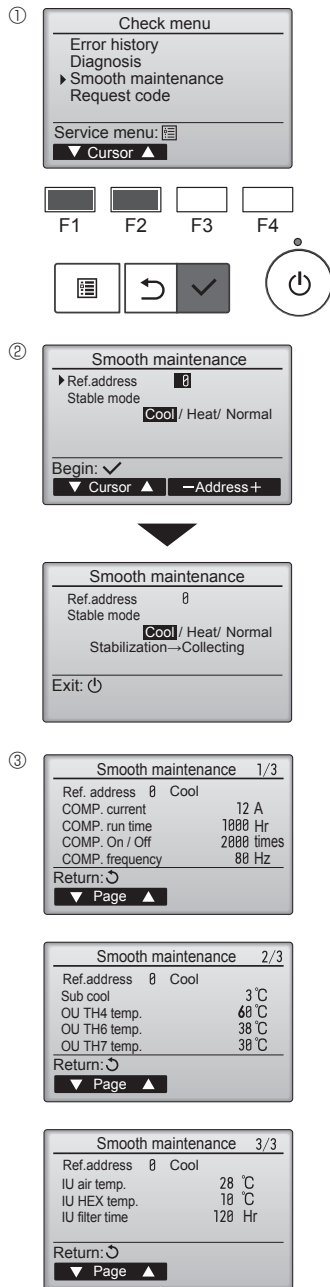 ①
Check menu
Error history
Diagnosis
Smooth maintenance
Request code
Service menu:
▼ Cursor ▲
F1 F2 F3 F4
②
Smooth maintenance
Ref.address 0
Stable mode
Cool / Heat/ Normal
Begin: ✓
▼ Cursor ▲ －Address＋
Smooth maintenance
Ref.address 0
Stable mode
Cool / Heat/ Normal
Stabilization→Collecting
Exit:
③
Smooth maintenance 1/3
Ref. address 0 Cool
COMP. current 12 A
COMP. run time 1000 Hr
COMP. On / Off 2000 times
COMP. frequency 80 Hz
Return:
▼ Page ▲
Smooth maintenance 2/3
Ref.address 0 Cool
Sub cool 3 ℃
OU TH4 temp. 60 ℃
OU TH6 temp. 38 ℃
OU TH7 temp. 30 ℃
Return:
▼ Page ▲
Smooth maintenance 3/3
Ref.address 0 Cool
IU air temp. 28 ℃
IU HEX temp. 10 ℃
IU filter time 120 Hr
Return:
▼ Page ▲